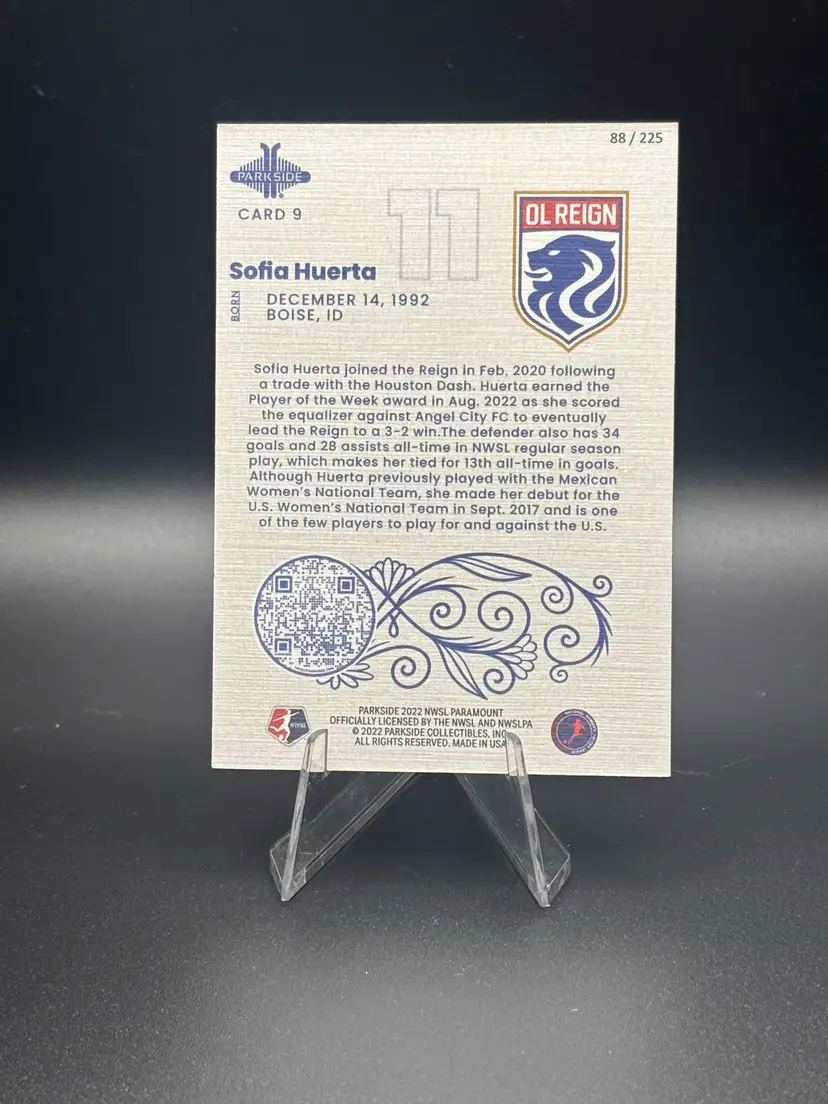 88 / 225
PARKSIDE
CARD 9
11
OL REIGN
Sofia Huerta
BORN
DECEMBER 14, 1992
BOISE, ID
Sofia Huerta joined the Reign in Feb. 2020 following
a trade with the Houston Dash. Huerta earned the
Player of the Week award in Aug. 2022 as she scored
the equalizer against Angel City FC to eventually
lead the Reign to a 3-2 win.The defender also has 34
goals and 28 assists all-time in NWSL regular season
play, which makes her tied for 13th all-time in goals.
Although Huerta previously played with the Mexican
Women's National Team, she made her debut for the
U.S. Women's National Team in Sept. 2017 and is one
of the few players to play for and against the U.S.
NWSL
PARKSIDE 2022 NWSL PARAMOUNT
OFFICIALLY LICENSED BY THE NWSL AND NWSLPA
© 2022 PARKSIDE COLLECTIBLES, INC
ALL RIGHTS RESERVED. MADE IN USA